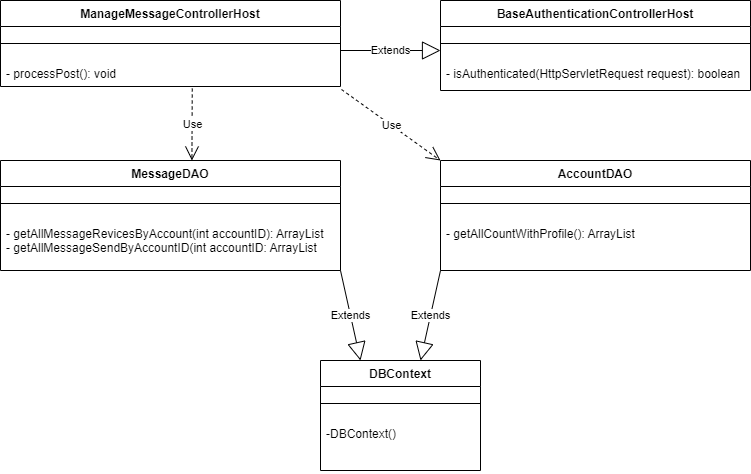 ManageMessageControllerHost
- processPost(): void
Extends
BaseAuthenticationControllerHost
- isAuthenticated(HttpServletRequest request): boolean
Use
Use
MessageDAO
- getAllMessageRevicesByAccount(int accountID): ArrayList
- getAllMessageSendByAccountID(int accountID: ArrayList
AccountDAO
- getAllCountWithProfile(): ArrayList
Extends
Extends
DBContext
-DBContext()